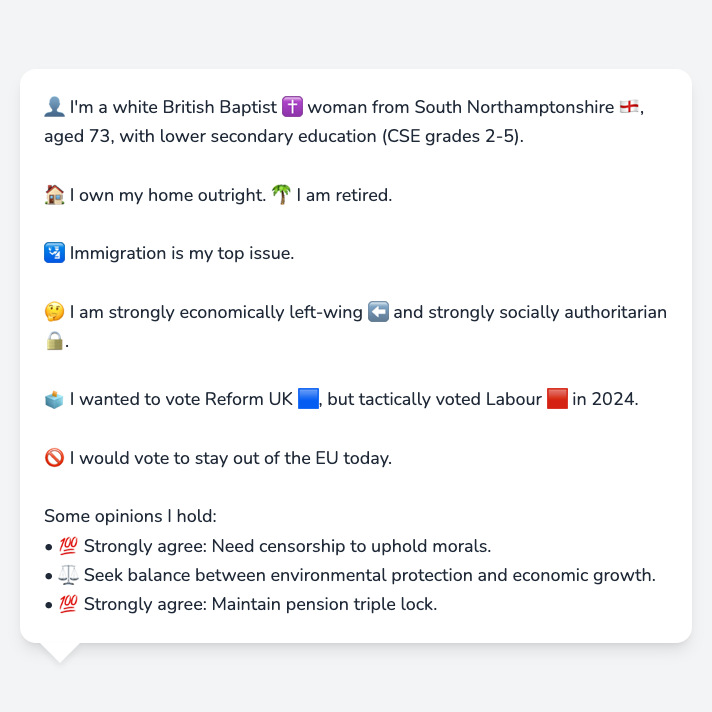 👤 I'm a white British Baptist ✝️ woman from South Northamptonshire 🏴󠁧󠁢󠁥󠁮󠁧󠁿,
aged 73, with lower secondary education (CSE grades 2-5).
🏠 I own my home outright. 🌴 I am retired.
🛂 Immigration is my top issue.
🤔 I am strongly economically left-wing ⬅️ and strongly socially authoritarian
🔒.
🗳️ I wanted to vote Reform UK 🟦, but tactically voted Labour 🟥 in 2024.
🚫 I would vote to stay out of the EU today.
Some opinions I hold:
• 💯 Strongly agree: Need censorship to uphold morals.
• ⚖️ Seek balance between environmental protection and economic growth.
• 💯 Strongly agree: Maintain pension triple lock.